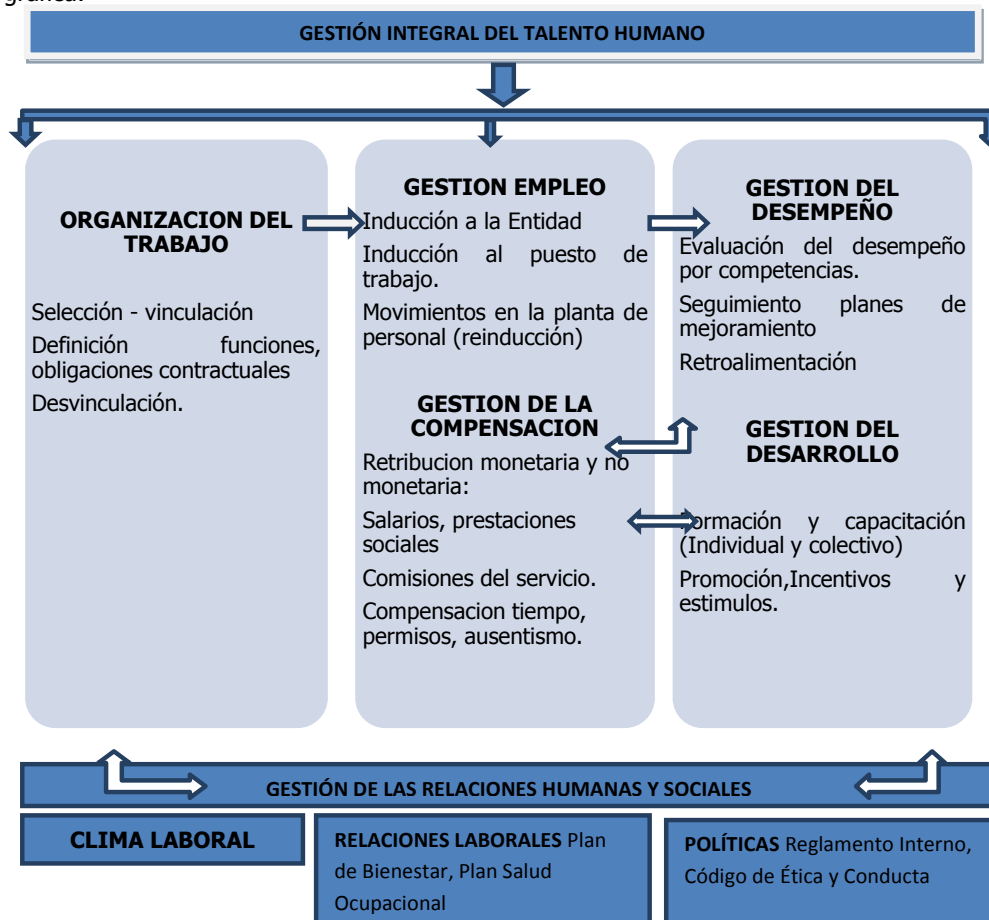 gráfica.
GESTIÓN INTEGRAL DEL TALENTO HUMANO
ORGANIZACION DEL
TRABAJO
Selección - vinculación
Definición funciones,
obligaciones contractuales
Desvinculación.
GESTION EMPLEO
Inducción a la Entidad
Inducción al puesto de
trabajo.
Movimientos en la planta de
personal (reinducción)
GESTION DE LA
COMPENSACION
Retribucion monetaria y no
monetaria:
Salarios, prestaciones
sociales
Comisiones del servicio.
Compensacion tiempo,
permisos, ausentismo.
GESTION DEL
DESEMPEÑO
Evaluación del desempeño
por competencias.
Seguimiento planes de
mejoramiento
Retroalimentación
GESTION DEL
DESARROLLO
Formación y capacitación
(Individual y colectivo)
Promoción,Incentivos y
estimulos.
GESTIÓN DE LAS RELACIONES HUMANAS Y SOCIALES
CLIMA LABORAL
RELACIONES LABORALES Plan
de Bienestar, Plan Salud
Ocupacional
POLÍTICAS Reglamento Interno,
Código de Ética y Conducta